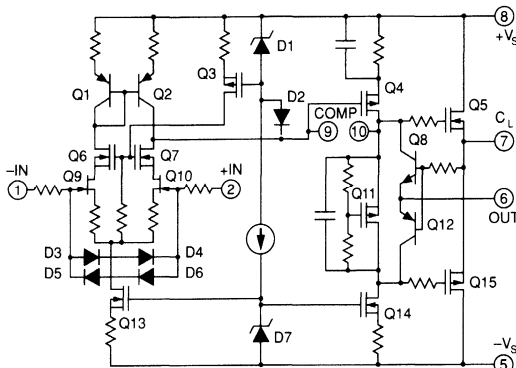 8
+Vs
D1
Q3
D2
Q4
Q1
Q2
COMP
9
10
Q5
Q8
CL
7
Q6
Q7
-IN
1
Q9
Q10
+IN
2
Q11
6
OUT
Q12
D3
D4
D5
D6
Q13
D7
Q14
Q15
-Vs
5